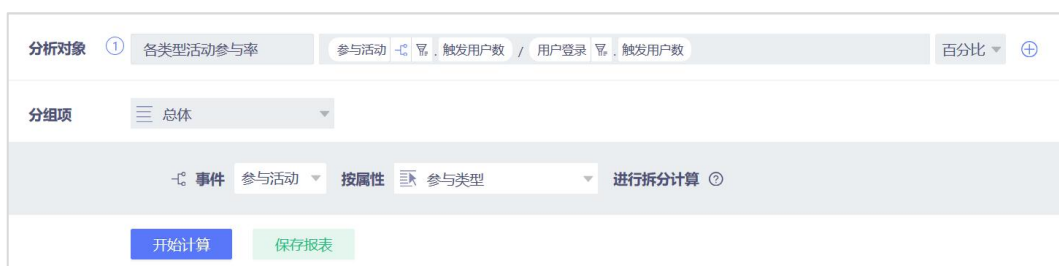 分析对象 1 各类型活动参与率 参与活动 . 触发用户数 / 用户登录 . 触发用户数 百分比
分组项 总体
事件 参与活动 按属性 参与类型 进行拆分计算 ?
开始计算 保存报表